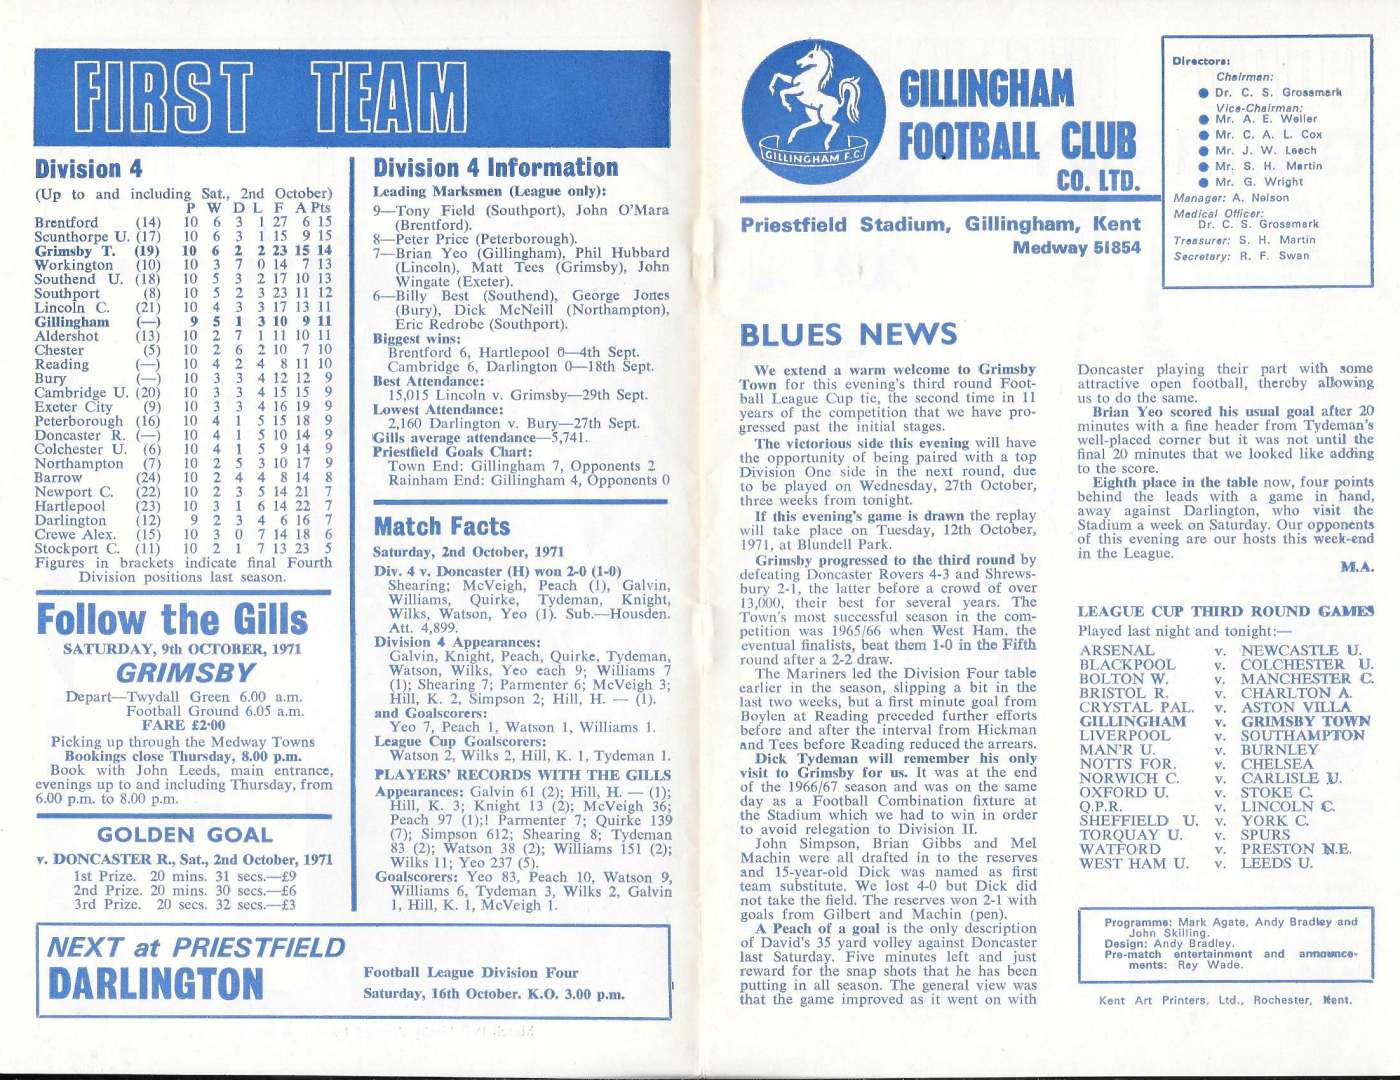 FIRST TEAM
Division 4
(Up to and including Sat., 2nd October)
P W D L F A Pts
Brentford (14) 10 6 3 1 27 6 15
Scunthorpe U. (17) 10 6 3 1 15 9 15
Grimsby T. (19) 10 6 2 2 23 15 14
Workington (10) 10 3 7 0 14 7 13
Southend U. (18) 10 5 3 2 17 10 13
Southport (8) 10 5 2 3 23 11 12
Lincoln C. (21) 10 4 3 3 17 13 11
Gillingham (—) 9 5 1 3 10 9 11
Aldershot (13) 10 2 7 1 11 10 11
Chester (5) 10 2 6 2 10 7 10
Reading (—) 10 4 2 4 8 11 10
Bury (—) 10 3 3 4 12 12 9
Cambridge U. (20) 10 3 3 4 15 15 9
Exeter City (9) 10 3 3 4 16 19 9
Peterborough (16) 10 4 1 5 15 18 9
Doncaster R. (—) 10 4 1 5 10 14 9
Colchester U. (6) 10 4 1 5 9 14 9
Northampton (7) 10 2 5 3 10 17 9
Barrow (24) 10 2 4 4 8 14 8
Newport C. (22) 10 2 3 5 14 21 7
Hartlepool (23) 10 3 1 6 14 22 7
Darlington (12) 9 2 3 4 6 16 7
Crewe Alex. (15) 10 3 0 7 14 18 6
Stockport C. (11) 10 2 1 7 13 23 5
Figures in brackets indicate final Fourth
Division positions last season.
Follow the Gills
SATURDAY, 9th OCTOBER, 1971
GRIMSBY
Depart—Twydall Green 6.00 a.m.
Football Ground 6.05 a.m.
FARE £2·00
Picking up through the Medway Towns
Bookings close Thursday, 8.00 p.m.
Book with John Leeds, main entrance,
evenings up to and including Thursday, from
6.00 p.m. to 8.00 p.m.
GOLDEN GOAL
v. DONCASTER R., Sat., 2nd October, 1971
1st Prize. 20 mins. 31 secs.—£9
2nd Prize. 20 mins. 30 secs.—£6
3rd Prize. 20 secs. 32 secs.—£3
Division 4 Information
Leading Marksmen (League only):
9—Tony Field (Southport), John O'Mara
(Brentford).
8—Peter Price (Peterborough).
7—Brian Yeo (Gillingham), Phil Hubbard
(Lincoln), Matt Tees (Grimsby), John
Wingate (Exeter).
6—Billy Best (Southend), George Jones
(Bury), Dick McNeill (Northampton),
Eric Redrobe (Southport).
Biggest wins:
Brentford 6, Hartlepool 0—4th Sept.
Cambridge 6, Darlington 0—18th Sept.
Best Attendance:
15,015 Lincoln v. Grimsby—29th Sept.
Lowest Attendance:
2,160 Darlington v. Bury—27th Sept.
Gills average attendance—5,741.
Priestfield Goals Chart:
Town End: Gillingham 7, Opponents 2
Rainham End: Gillingham 4, Opponents 0
Match Facts
Saturday, 2nd October, 1971
Div. 4 v. Doncaster (H) won 2-0 (1-0)
Shearing; McVeigh, Peach (1), Galvin,
Williams, Quirke, Tydeman, Knight,
Wilks, Watson, Yeo (1). Sub.—Housden.
Att. 4,899.
Division 4 Appearances:
Galvin, Knight, Peach, Quirke, Tydeman,
Watson, Wilks, Yeo each 9; Williams 7
(1); Shearing 7; Parmenter 6; McVeigh 3;
Hill, K. 2, Simpson 2; Hill, H. — (1).
and Goalscorers:
Yeo 7, Peach 1, Watson 1, Williams 1.
League Cup Goalscorers:
Watson 2, Wilks 2, Hill, K. 1, Tydeman 1.
PLAYERS' RECORDS WITH THE GILLS
Appearances: Galvin 61 (2); Hill, H. — (1);
Hill, K. 3; Knight 13 (2); McVeigh 36;
Peach 97 (1);! Parmenter 7; Quirke 139
(7); Simpson 612; Shearing 8; Tydeman
83 (2); Watson 38 (2); Williams 151 (2);
Wilks 11; Yeo 237 (5).
Goalscorers: Yeo 83, Peach 10, Watson 9,
Williams 6, Tydeman 3, Wilks 2, Galvin
1, Hill, K. 1, McVeigh 1.
NEXT at PRIESTFIELD
DARLINGTON
Football League Division Four
Saturday, 16th October. K.O. 3.00 p.m.
GILLINGHAM F.C.
GILLINGHAM
FOOTBALL CLUB
CO. LTD.
Priestfield Stadium, Gillingham, Kent
Medway 51854
Directors:
Chairman:
● Dr. C. S. Grossmark
Vice-Chairman:
● Mr. A. E. Weller
● Mr. C. A. L. Cox
● Mr. J. W. Leech
● Mr. S. H. Martin
● Mr. G. Wright
Manager: A. Nelson
Medical Officer:
Dr. C. S. Grossmark
Treasurer: S. H. Martin
Secretary: R. F. Swan
BLUES NEWS
We extend a warm welcome to Grimsby
Town for this evening's third round Foot-
ball League Cup tie, the second time in 11
years of the competition that we have pro-
gressed past the initial stages.
The victorious side this evening will have
the opportunity of being paired with a top
Division One side in the next round, due
to be played on Wednesday, 27th October,
three weeks from tonight.
If this evening's game is drawn the replay
will take place on Tuesday, 12th October,
1971, at Blundell Park.
Grimsby progressed to the third round by
defeating Doncaster Rovers 4-3 and Shrews-
bury 2-1, the latter before a crowd of over
13,000, their best for several years. The
Town's most successful season in the com-
petition was 1965/66 when West Ham, the
eventual finalists, beat them 1-0 in the Fifth
round after a 2-2 draw.
The Mariners led the Division Four table
earlier in the season, slipping a bit in the
last two weeks, but a first minute goal from
Boylen at Reading preceded further efforts
before and after the interval from Hickman
and Tees before Reading reduced the arrears.
Dick Tydeman will remember his only
visit to Grimsby for us. It was at the end
of the 1966/67 season and was on the same
day as a Football Combination fixture at
the Stadium which we had to win in order
to avoid relegation to Division II.
John Simpson, Brian Gibbs and Mel
Machin were all drafted in to the reserves
and 15-year-old Dick was named as first
team substitute. We lost 4-0 but Dick did
not take the field. The reserves won 2-1 with
goals from Gilbert and Machin (pen).
A Peach of a goal is the only description
of David's 35 yard volley against Doncaster
last Saturday. Five minutes left and just
reward for the snap shots that he has been
putting in all season. The general view was
that the game improved as it went on with
Doncaster playing their part with some
attractive open football, thereby allowing
us to do the same.
Brian Yeo scored his usual goal after 20
minutes with a fine header from Tydeman's
well-placed corner but it was not until the
final 20 minutes that we looked like adding
to the score.
Eighth place in the table now, four points
behind the leads with a game in hand,
away against Darlington, who visit the
Stadium a week on Saturday. Our opponents
of this evening are our hosts this week-end
in the League.
M.A.
LEAGUE CUP THIRD ROUND GAMES
Played last night and tonight:—
ARSENAL v. NEWCASTLE U.
BLACKPOOL v. COLCHESTER U.
BOLTON W. v. MANCHESTER C.
BRISTOL R. v. CHARLTON A.
CRYSTAL PAL. v. ASTON VILLA
GILLINGHAM v. GRIMSBY TOWN
LIVERPOOL v. SOUTHAMPTON
MAN'R U. v. BURNLEY
NOTTS FOR. v. CHELSEA
NORWICH C. v. CARLISLE U.
OXFORD U. v. STOKE C.
Q.P.R. v. LINCOLN C.
SHEFFIELD U. v. YORK C.
TORQUAY U. v. SPURS
WATFORD v. PRESTON N.E.
WEST HAM U. v. LEEDS U.
Programme: Mark Agate, Andy Bradley and
John Skilling.
Design: Andy Bradley.
Pre-match entertainment and announce-
ments: Ray Wade.
Kent Art Printers, Ltd., Rochester, Kent.